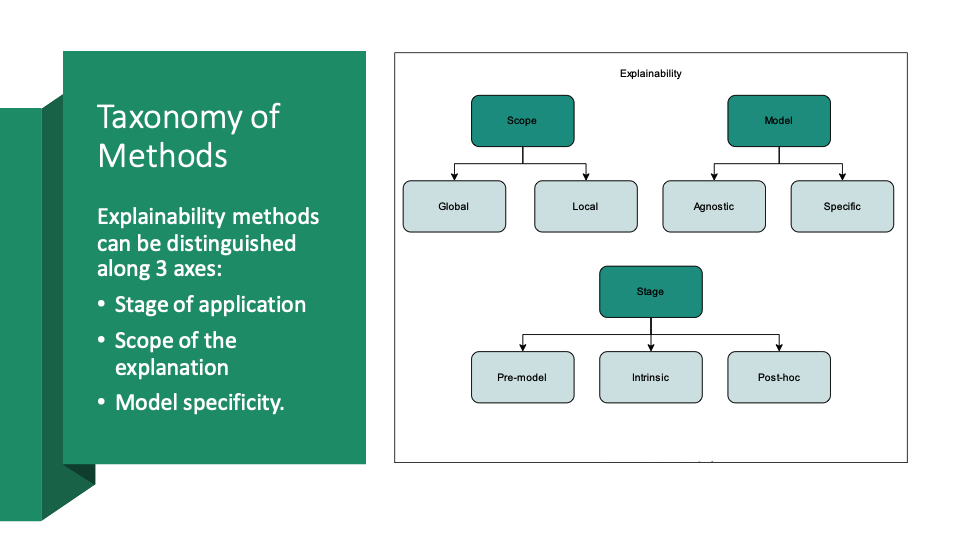 Taxonomy of
Methods
Explainability methods
can be distinguished
along 3 axes:
• Stage of application
• Scope of the
explanation
• Model specificity.
Explainability
Scope
Model
Global
Local
Agnostic
Specific
Stage
Pre-model
Intrinsic
Post-hoc